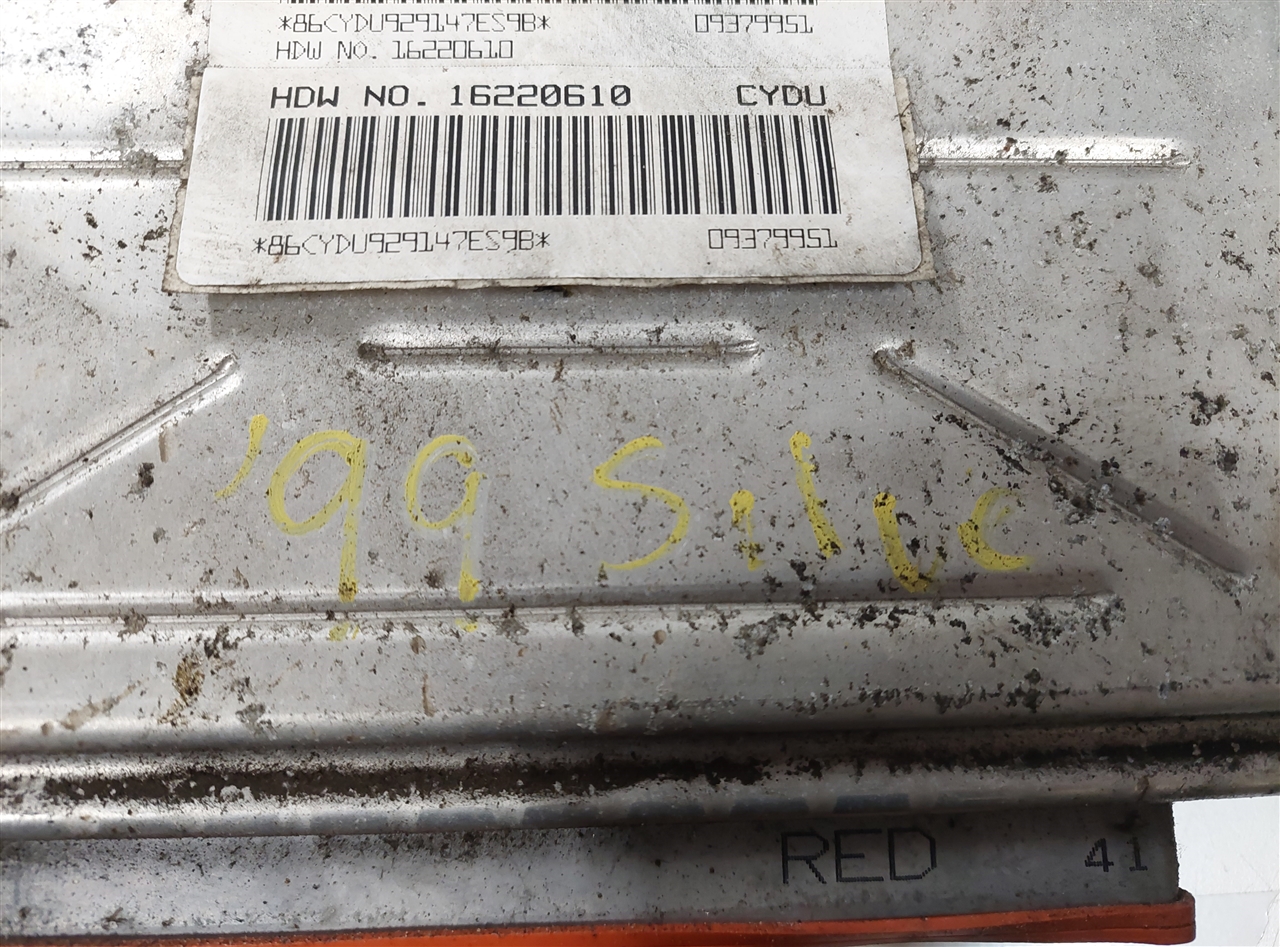 *86CYDU929147ES9B* 09379951
HDW NO. 16220610
HDW NO. 16220610 CYDU
*86CYDU929147ES9B* 09379951
'99 Silve
RED 41